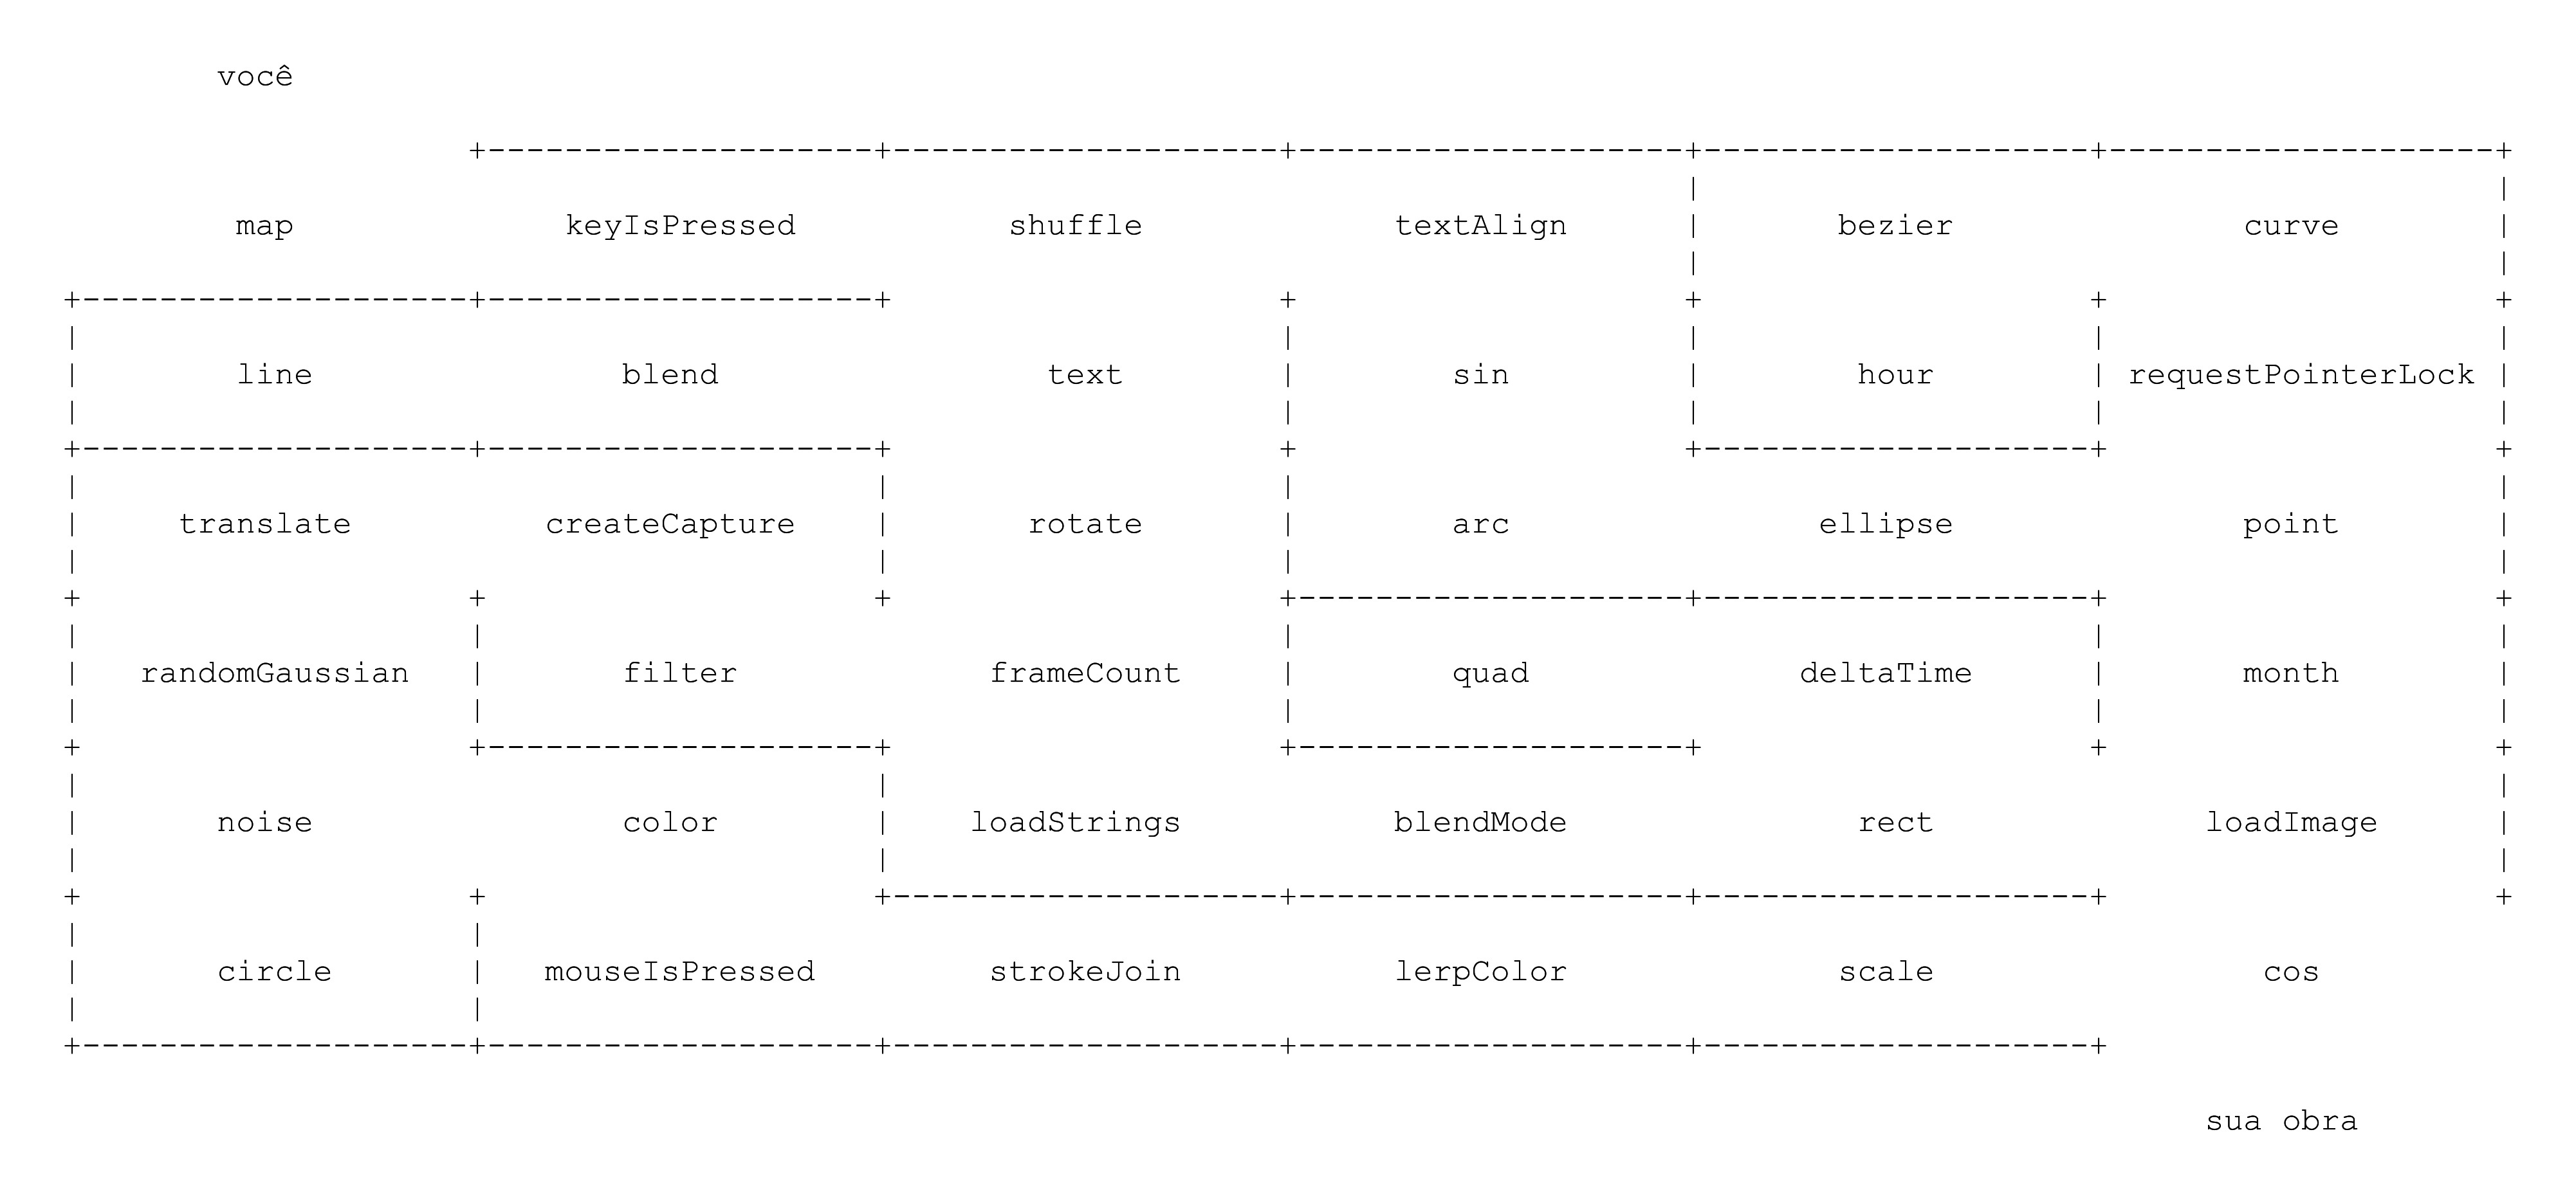 você
map keyIsPressed shuffle textAlign bezier curve
line blend text sin hour requestPointerLock
translate createCapture rotate arc ellipse point
randomGaussian filter frameCount quad deltaTime month
noise color loadStrings blendMode rect loadImage
circle mouseIsPressed strokeJoin lerpColor scale cos
sua obra